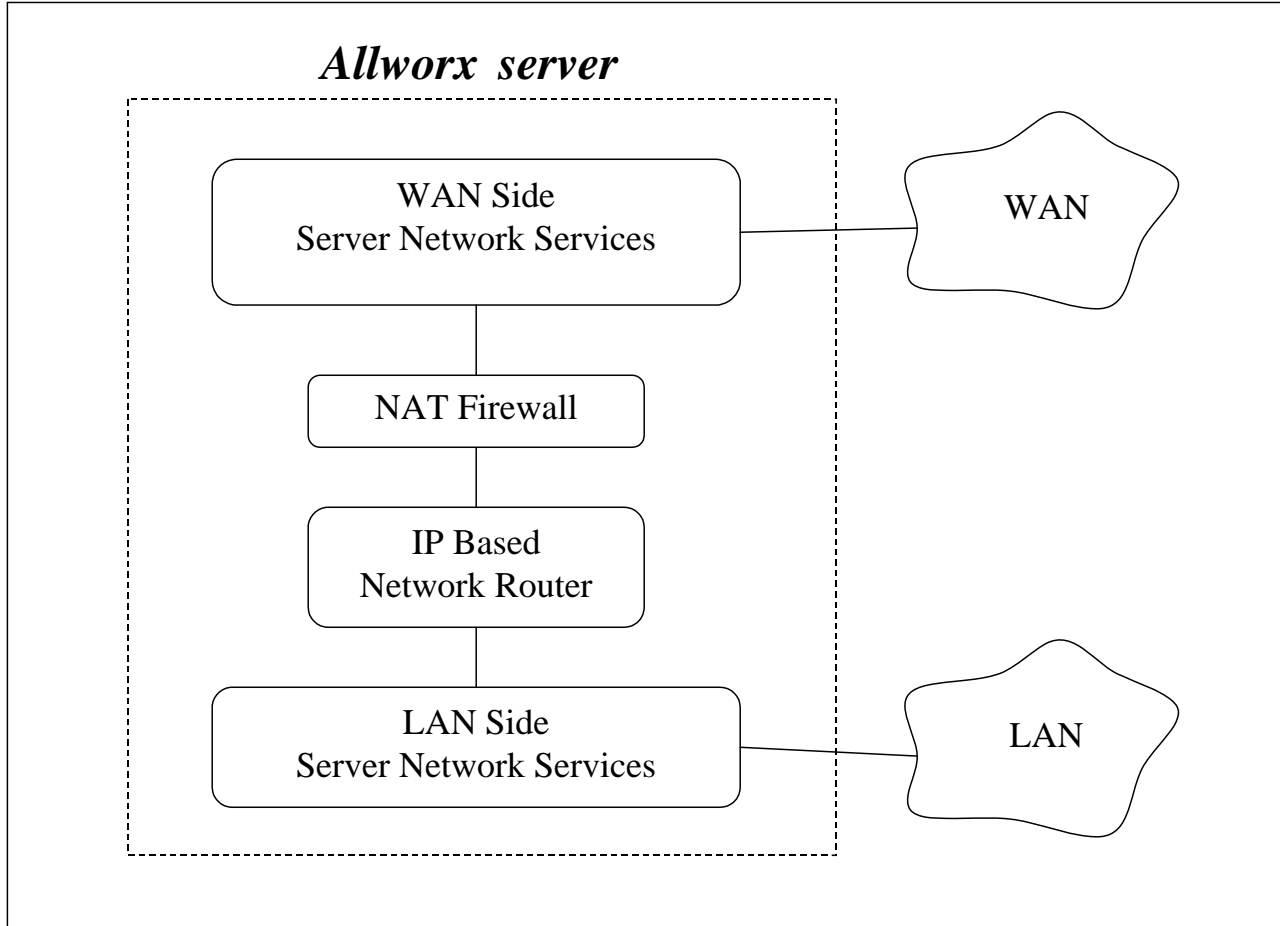 Allworx server
WAN Side
Server Network Services
WAN
NAT Firewall
IP Based
Network Router
LAN Side
Server Network Services
LAN